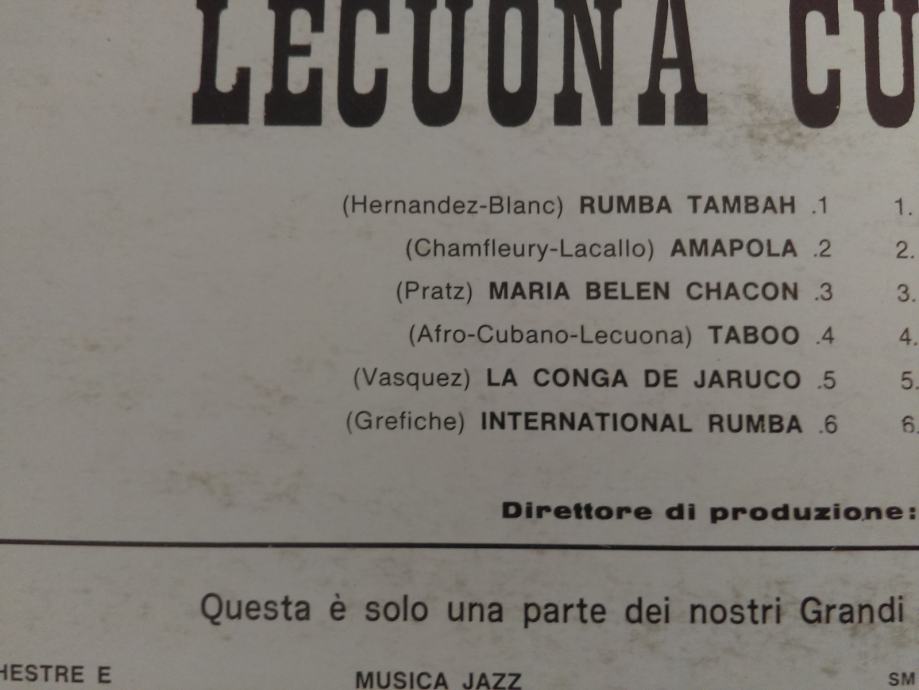 LECUONA CU
(Hernandez-Blanc) RUMBA TAMBAH .1 1.
(Chamfleury-Lacallo) AMAPOLA .2 2.
(Pratz) MARIA BELEN CHACON .3 3.
(Afro-Cubano-Lecuona) TABOO .4 4.
(Vasquez) LA CONGA DE JARUCO .5 5.
(Grefiche) INTERNATIONAL RUMBA .6 6.
Direttore di produzione:
Questa è solo una parte dei nostri Grandi
HESTRE E MUSICA JAZZ SM